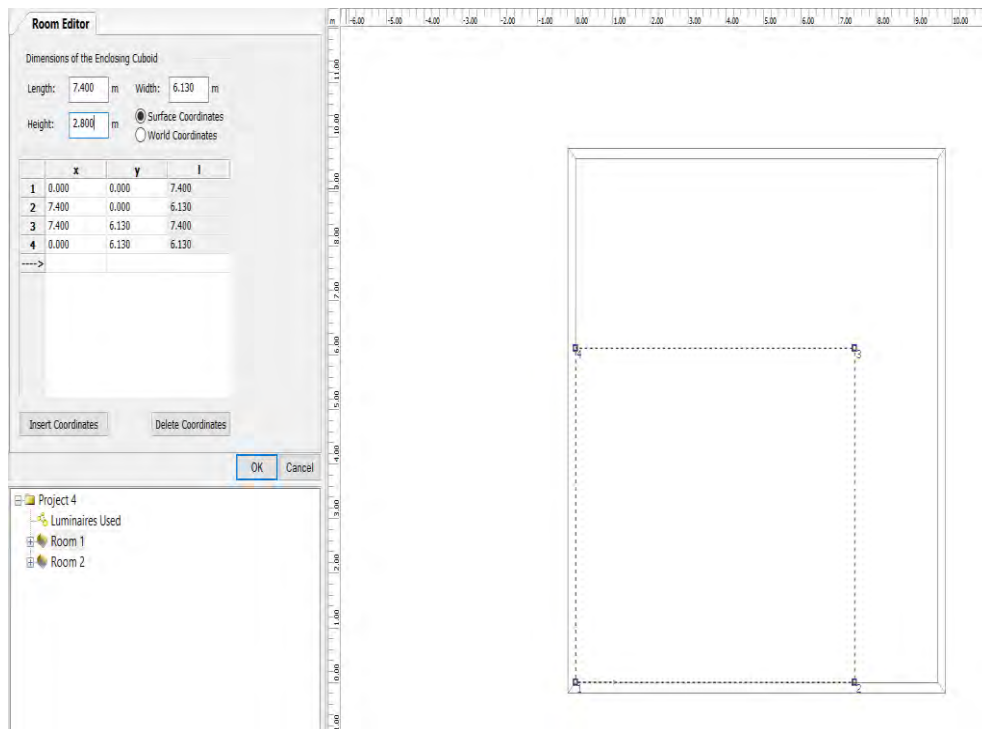 Room Editor
Dimensions of the Enclosing Cuboid
Length: 7.400 m Width: 6.130 m
Height: 2.800 m Surface Coordinates
World Coordinates
x y l
1 0.000 0.000 7.400
2 7.400 0.000 6.130
3 7.400 6.130 7.400
4 0.000 6.130 6.130
---->
Insert Coordinates Delete Coordinates
OK Cancel
Project 4
Luminaires Used
Room 1
Room 2
m -6.00 -5.00 -4.00 -3.00 -2.00 -1.00 0.00 1.00 2.00 3.00 4.00 5.00 6.00 7.00 8.00 9.00 10.00
11.00
10.00
9.00
8.00
7.00
6.00
5.00
4.00
3.00
2.00
1.00
0.00
1.00
4 3
1 2